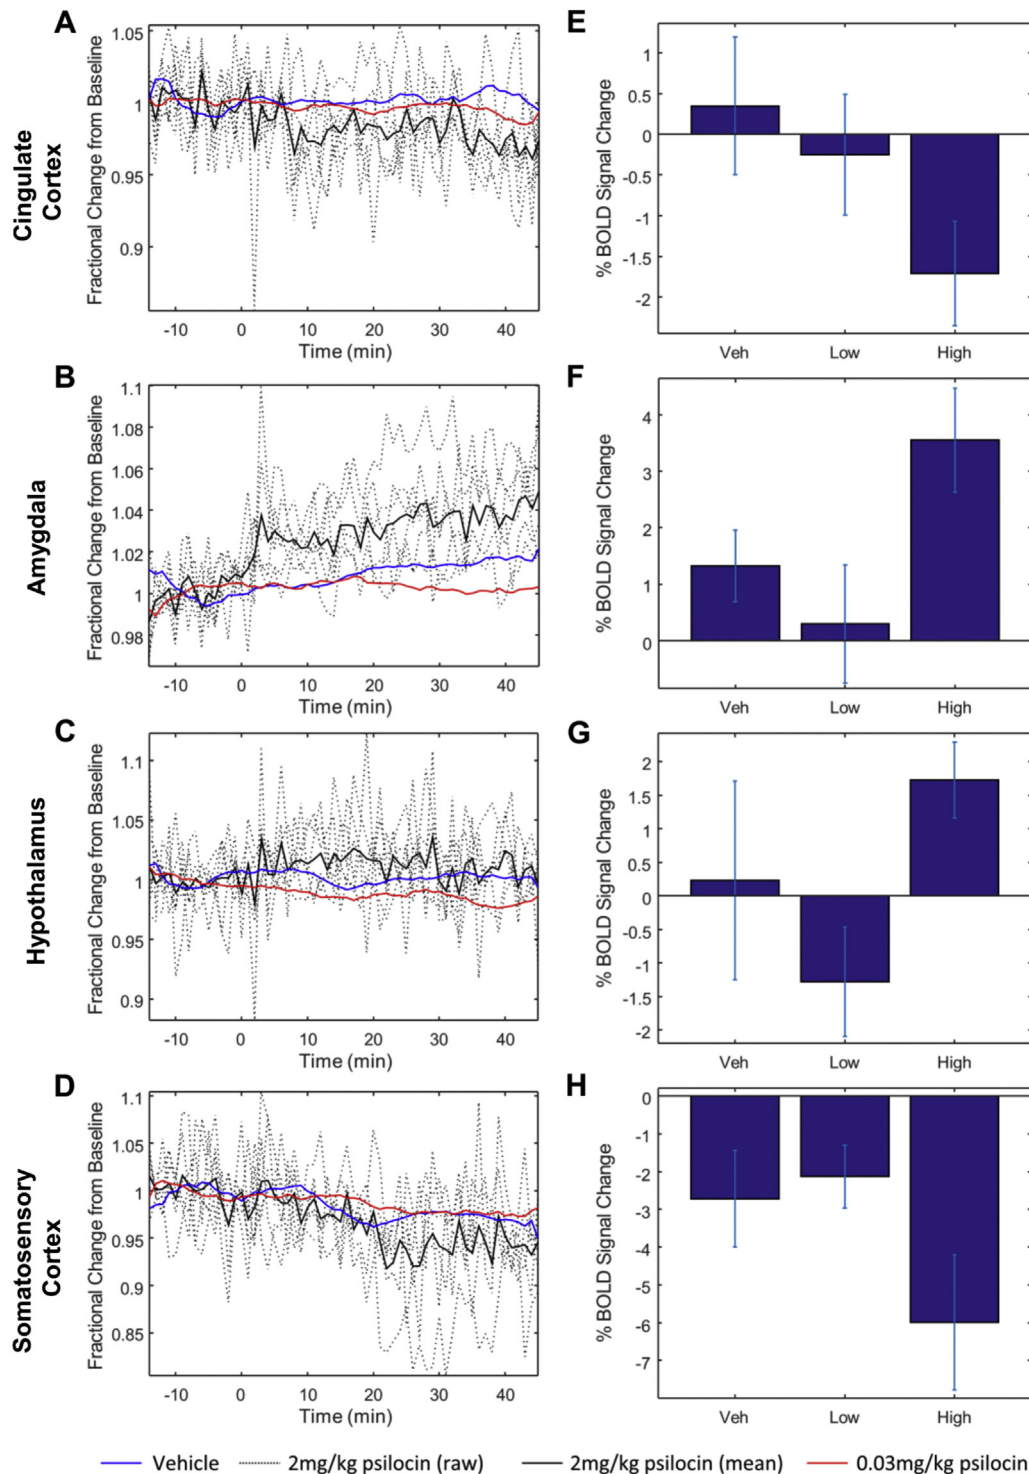 A
Cingulate
Cortex
Fractional Change from Baseline
1.05
1
0.95
0.9
-10 0 10 20 30 40
Time (min)
E
% BOLD Signal Change
1
0.5
0
-0.5
-1
-1.5
-2
Veh Low High
B
Amygdala
Fractional Change from Baseline
1.1
1.08
1.06
1.04
1.02
1
0.98
-10 0 10 20 30 40
Time (min)
F
% BOLD Signal Change
4
3
2
1
0
Veh Low High
C
Hypothalamus
Fractional Change from Baseline
1.1
1.05
1
0.95
0.9
-10 0 10 20 30 40
Time (min)
G
% BOLD Signal Change
2
1.5
1
0.5
0
-0.5
-1
-1.5
-2
Veh Low High
D
Somatosensory
Cortex
Fractional Change from Baseline
1.1
1.05
1
0.95
0.9
0.85
-10 0 10 20 30 40
Time (min)
H
% BOLD Signal Change
0
-1
-2
-3
-4
-5
-6
-7
Veh Low High
Vehicle 2mg/kg psilocin (raw) 2mg/kg psilocin (mean) 0.03mg/kg psilocin